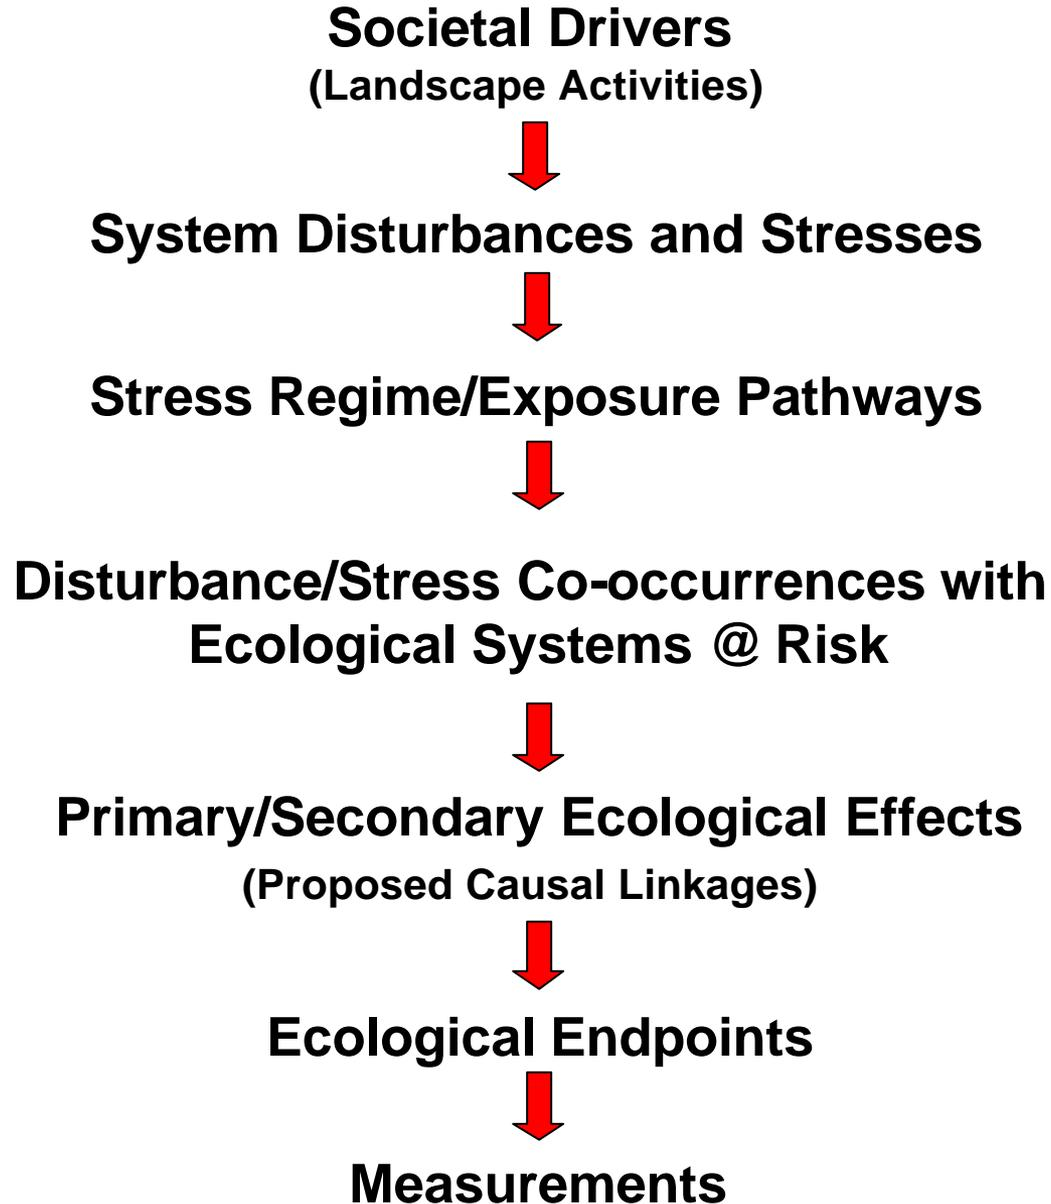 Societal Drivers
(Landscape Activities)
System Disturbances and Stresses
Stress Regime/Exposure Pathways
Disturbance/Stress Co-occurrences with
Ecological Systems @ Risk
Primary/Secondary Ecological Effects
(Proposed Causal Linkages)
Ecological Endpoints
Measurements